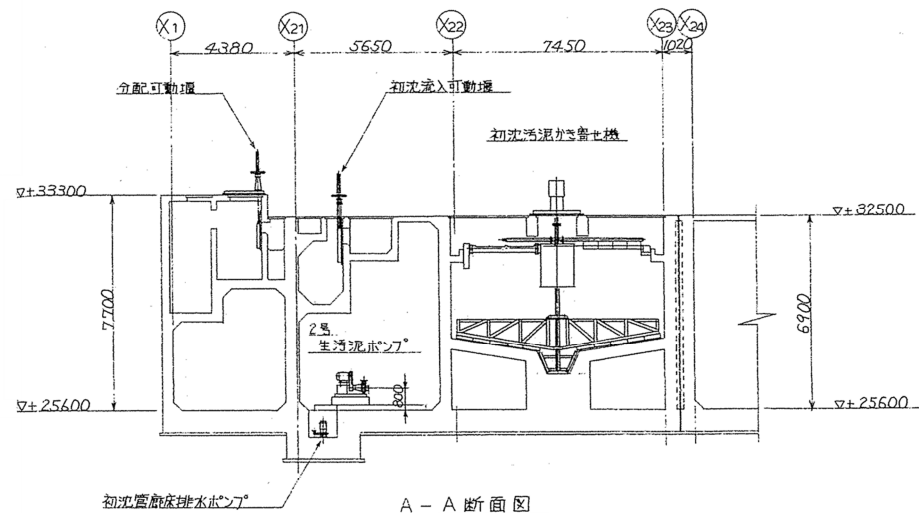 X1 X21 X22 X23 X24
4380 5650 7450 1020
分配可動堰
初沈流入可動堰
初沈汚泥かき寄せ機
▽+33300
▽+32500
7700
6900
2号
生汚泥ポンプ
800
▽+25600
▽+25600
初沈管廊床排水ポンプ
A-A断面図